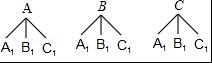 A B C
A₁ B₁ C₁ A₁ B₁ C₁ A₁ B₁ C₁